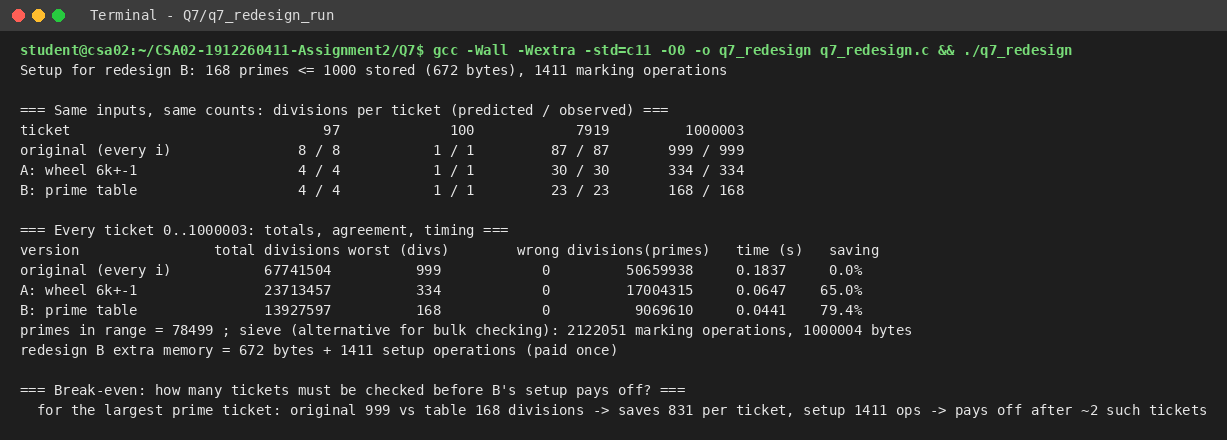 Terminal - Q7/q7_redesign_run
student@csa02:~/CSA02-1912260411-Assignment2/Q7$ gcc -Wall -Wextra -std=c11 -O0 -o q7_redesign q7_redesign.c && ./q7_redesign
Setup for redesign B: 168 primes <= 1000 stored (672 bytes), 1411 marking operations
=== Same inputs, same counts: divisions per ticket (predicted / observed) ===
ticket                              97             100            7919         1000003
original (every i)               8 / 8           1 / 1         87 / 87       999 / 999
A: wheel 6k+-1                   4 / 4           1 / 1         30 / 30       334 / 334
B: prime table                   4 / 4           1 / 1         23 / 23       168 / 168
=== Every ticket 0..1000003: totals, agreement, timing ===
version                total divisions worst (divs)        wrong divisions(primes)   time (s)   saving
original (every i)           67741504          999            0         50659938     0.1837     0.0%
A: wheel 6k+-1               23713457          334            0         17004315     0.0647    65.0%
B: prime table               13927597          168            0          9069610     0.0441    79.4%
primes in range = 78499 ; sieve (alternative for bulk checking): 2122051 marking operations, 1000004 bytes
redesign B extra memory = 672 bytes + 1411 setup operations (paid once)
=== Break-even: how many tickets must be checked before B's setup pays off? ===
  for the largest prime ticket: original 999 vs table 168 divisions -> saves 831 per ticket, setup 1411 ops -> pays off after ~2 such tickets